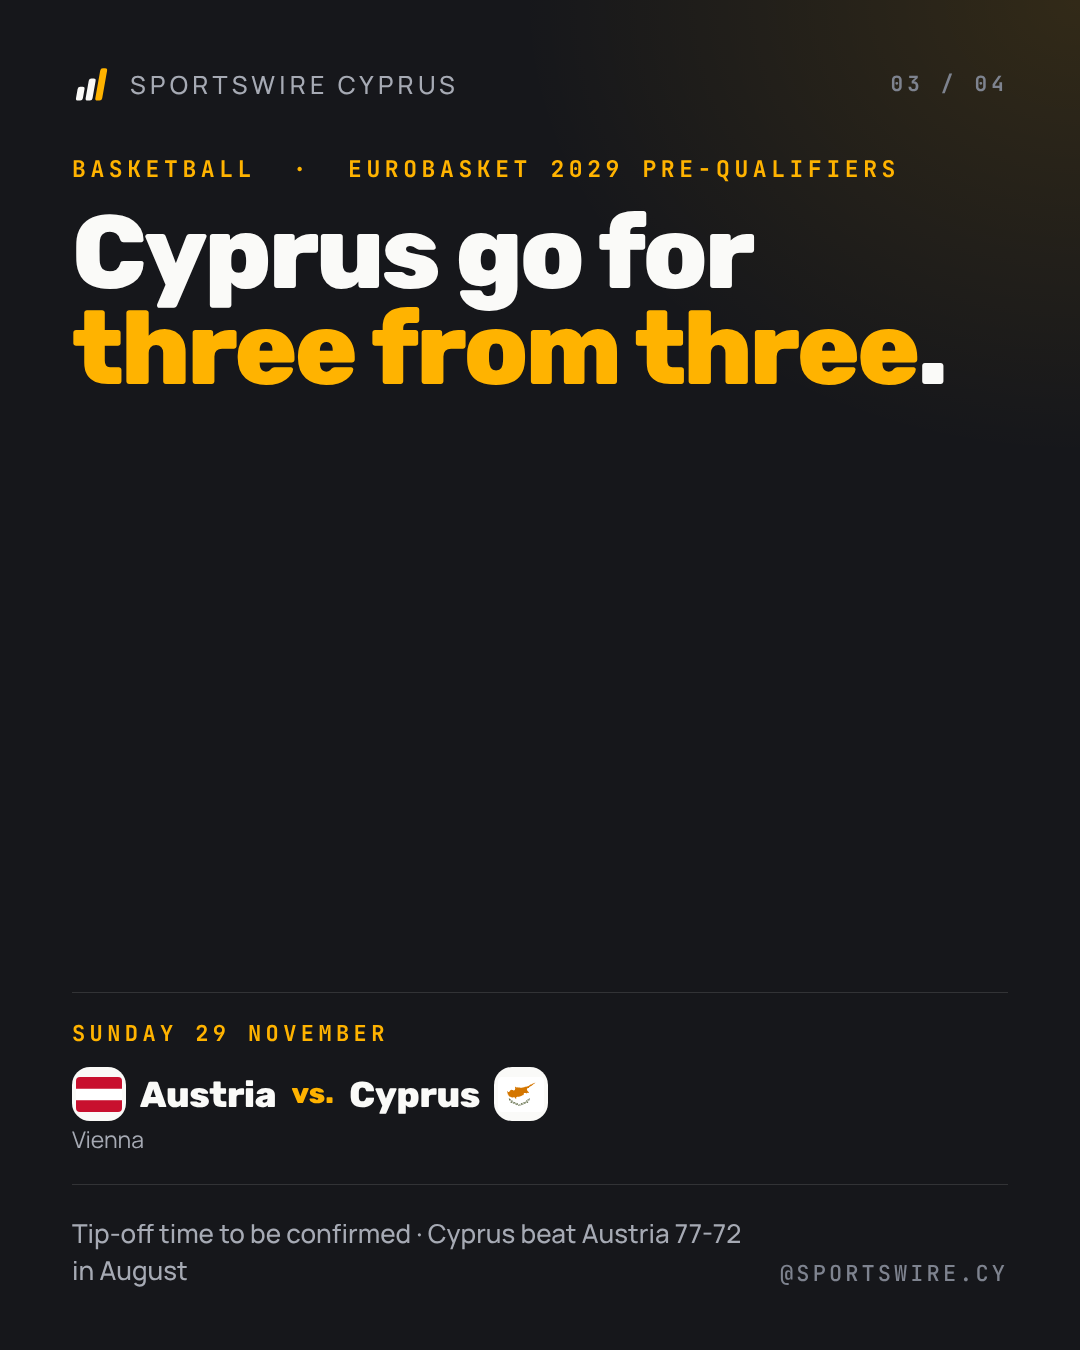 SPORTSWIRE CYPRUS
03 / 04
BASKETBALL · EUROBASKET 2029 PRE-QUALIFIERS
Cyprus go for
three from three.
SUNDAY 29 NOVEMBER
Austria vs. Cyprus
Vienna
Tip-off time to be confirmed · Cyprus beat Austria 77-72
in August
@SPORTSWIRE.CY